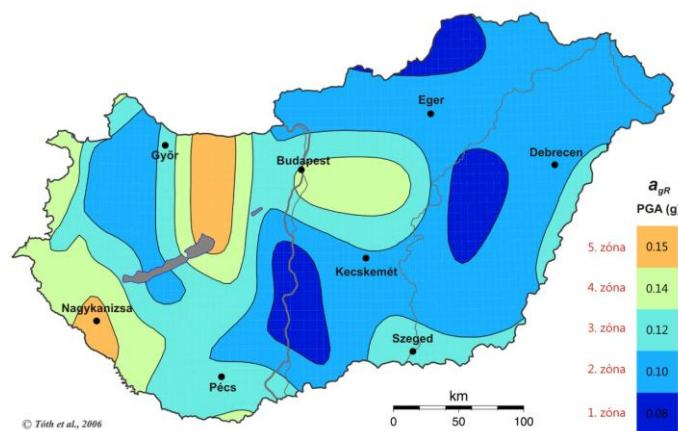 Eger
Győr
Budapest
Debrecen
Kecskemét
Nagykanizsa
Szeged
Pécs
a_gR
PGA (g)
5. zóna 0.15
4. zóna 0.14
3. zóna 0.12
2. zóna 0.10
1. zóna 0.08
km
0 50 100
© Tóth et al., 2006